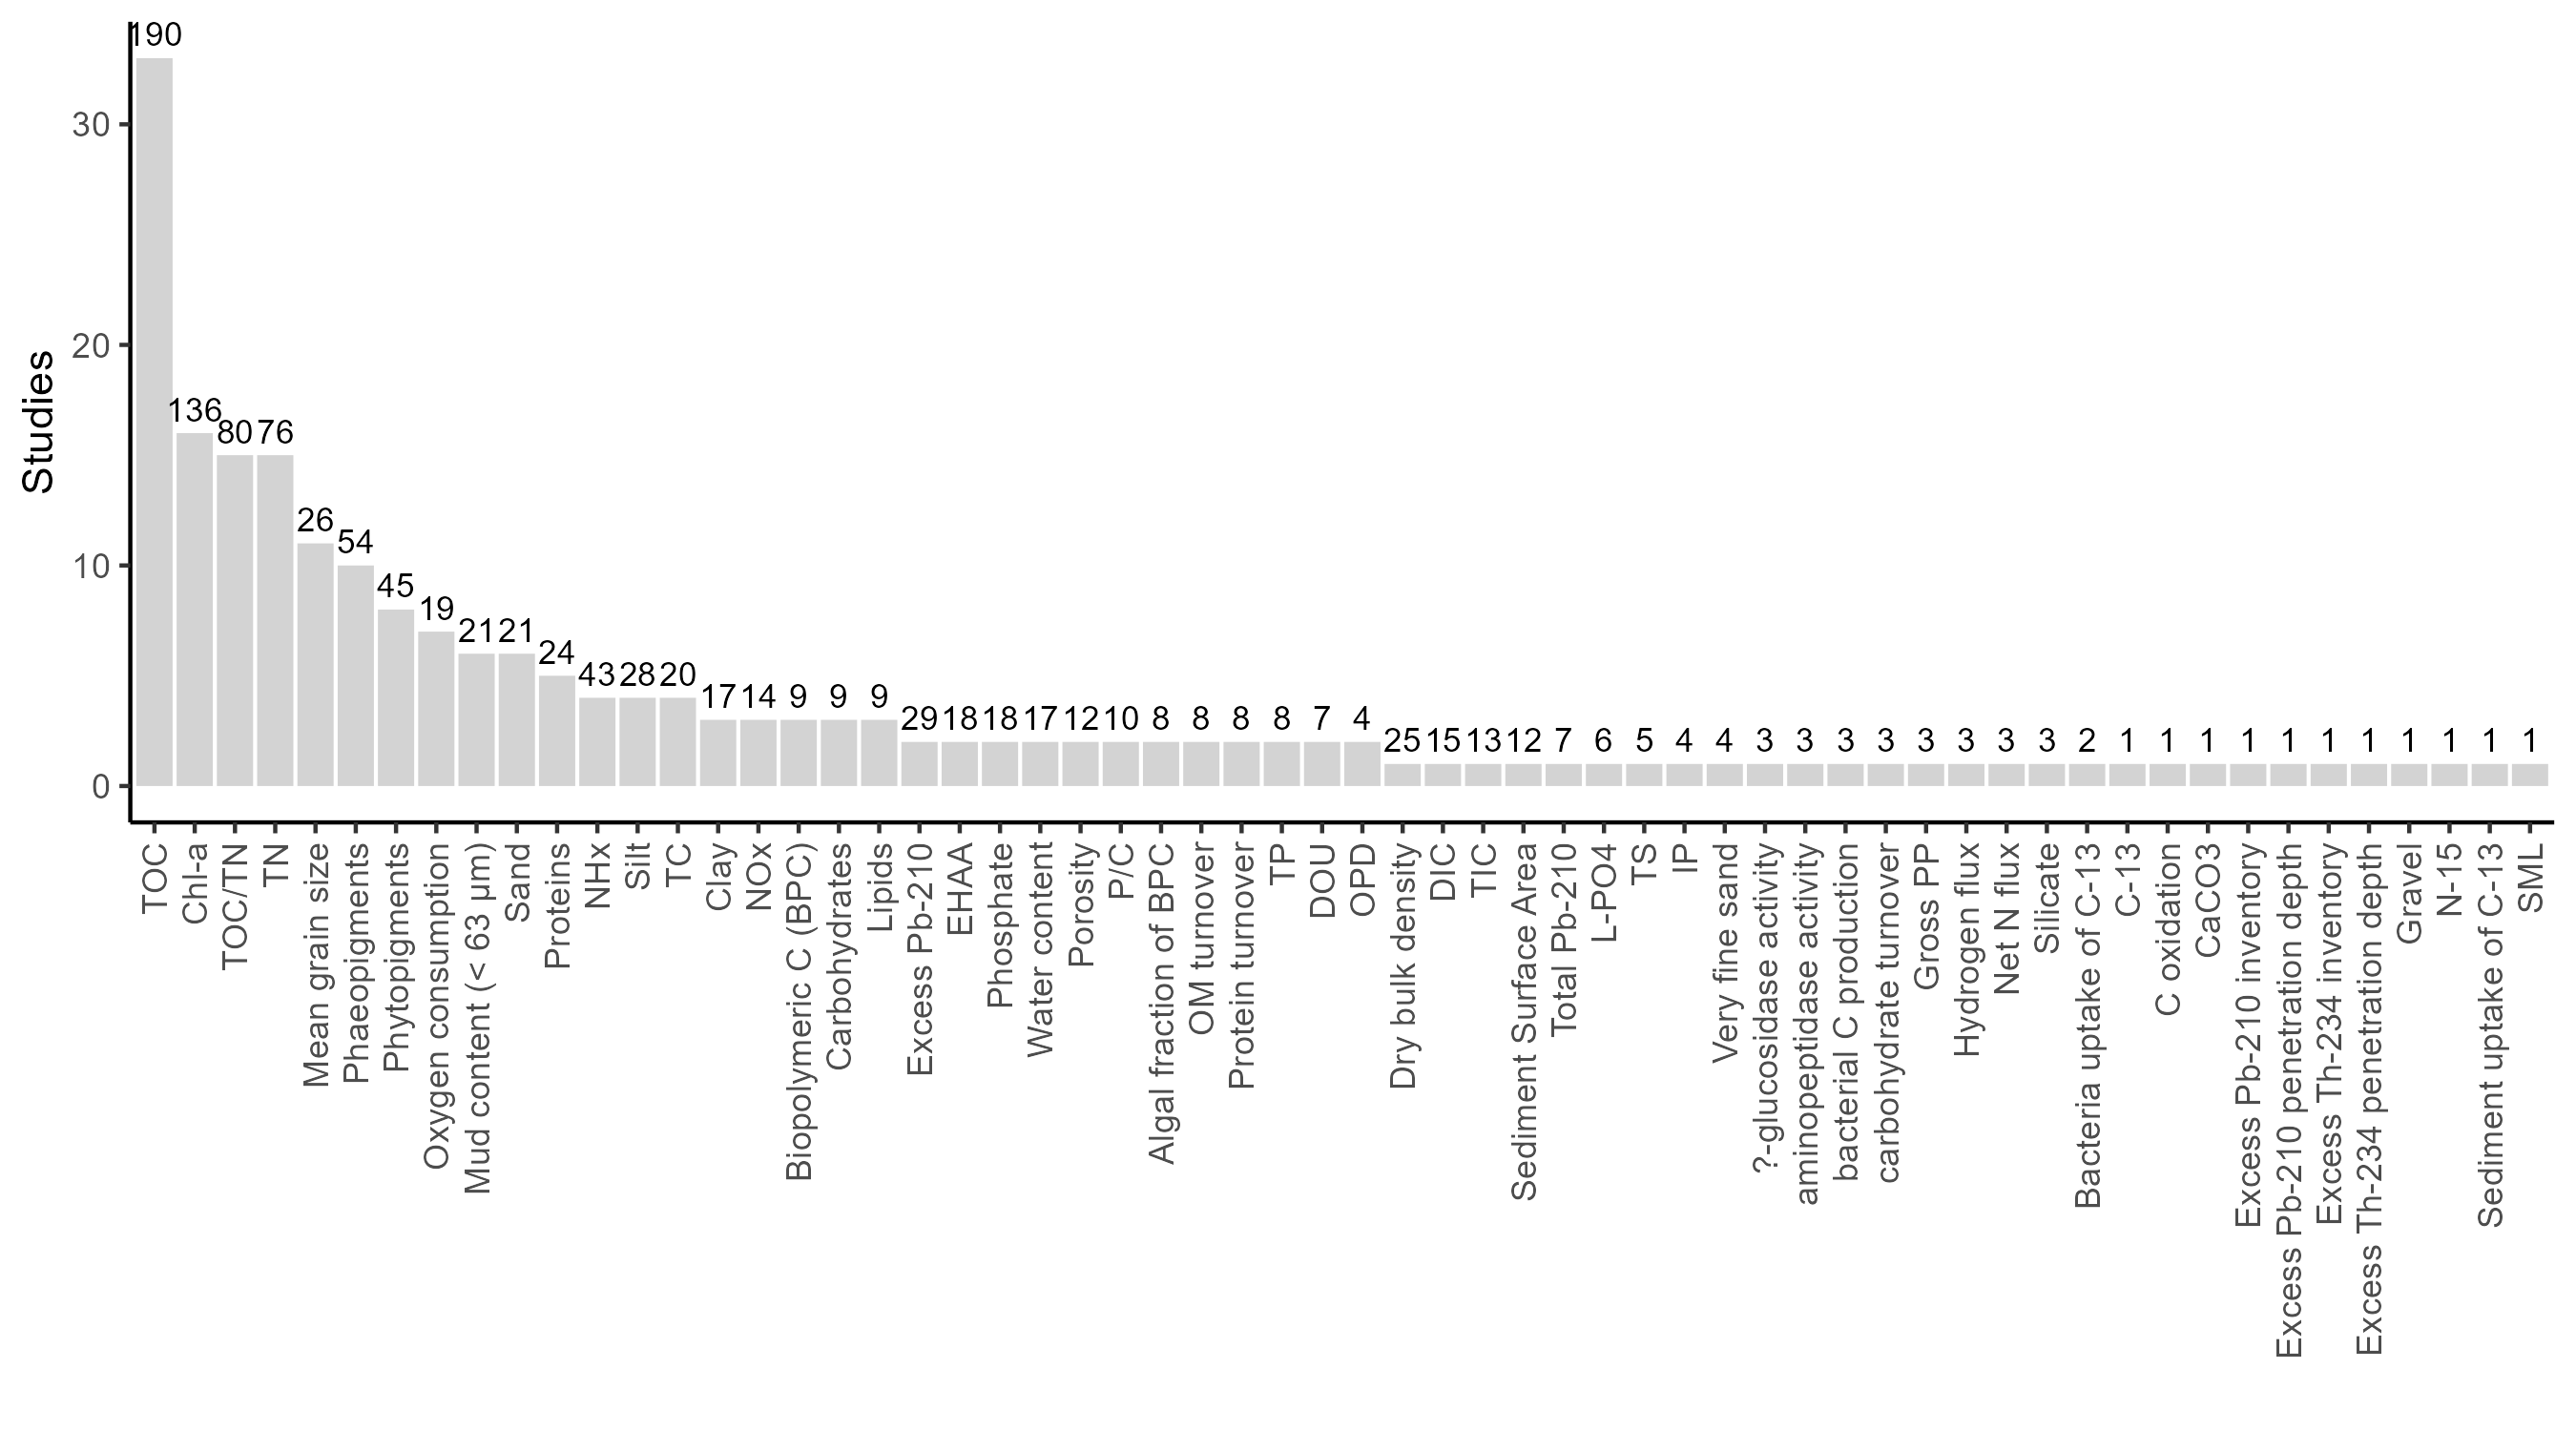 Studies
30
20
10
0
190
136
80
76
26
54
45
19
21
21
24
43
28
20
17
14
9
9
9
29
18
18
17
12
10
8
8
8
8
7
4
25
15
13
12
7
6
5
4
4
3
3
3
3
3
3
3
3
2
1
1
1
1
1
1
1
1
1
1
1
TOC
Chl-a
TOC/TN
TN
Mean grain size
Phaeopigments
Phytopigments
Oxygen consumption
Mud content (< 63 µm)
Sand
Proteins
NHx
Silt
TC
Clay
NOx
Biopolymeric C (BPC)
Carbohydrates
Lipids
Excess Pb-210
EHAA
Phosphate
Water content
Porosity
P/C
Algal fraction of BPC
OM turnover
Protein turnover
TP
DOU
OPD
Dry bulk density
DIC
TIC
Sediment Surface Area
Total Pb-210
L-PO4
TS
IP
Very fine sand
?-glucosidase activity
aminopeptidase activity
bacterial C production
carbohydrate turnover
Gross PP
Hydrogen flux
Net N flux
Silicate
Bacteria uptake of C-13
C-13
C oxidation
CaCO3
Excess Pb-210 inventory
Excess Pb-210 penetration depth
Excess Th-234 inventory
Excess Th-234 penetration depth
Gravel
N-15
Sediment uptake of C-13
SML